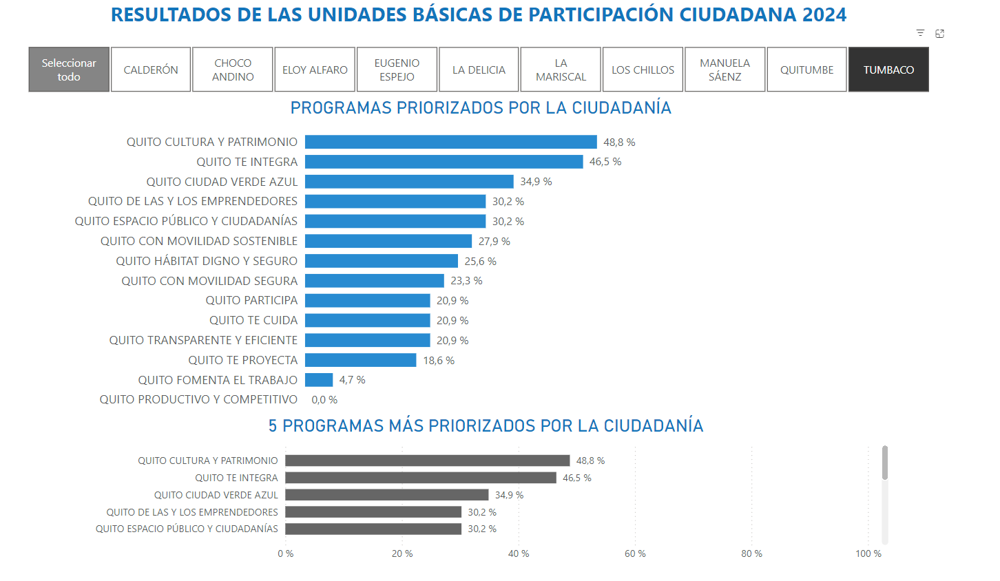 RESULTADOS DE LAS UNIDADES BÁSICAS DE PARTICIPACIÓN CIUDADANA 2024
Seleccionar todo
CALDERÓN
CHOCO ANDINO
ELOY ALFARO
EUGENIO ESPEJO
LA DELICIA
LA MARISCAL
LOS CHILLOS
MANUELA SÁENZ
QUITUMBE
TUMBACO
PROGRAMAS PRIORIZADOS POR LA CIUDADANÍA
QUITO CULTURA Y PATRIMONIO 48,8 %
QUITO TE INTEGRA 46,5 %
QUITO CIUDAD VERDE AZUL 34,9 %
QUITO DE LAS Y LOS EMPRENDEDORES 30,2 %
QUITO ESPACIO PÚBLICO Y CIUDADANÍAS 30,2 %
QUITO CON MOVILIDAD SOSTENIBLE 27,9 %
QUITO HÁBITAT DIGNO Y SEGURO 25,6 %
QUITO CON MOVILIDAD SEGURA 23,3 %
QUITO PARTICIPA 20,9 %
QUITO TE CUIDA 20,9 %
QUITO TRANSPARENTE Y EFICIENTE 20,9 %
QUITO TE PROYECTA 18,6 %
QUITO FOMENTA EL TRABAJO 4,7 %
QUITO PRODUCTIVO Y COMPETITIVO 0,0 %
5 PROGRAMAS MÁS PRIORIZADOS POR LA CIUDADANÍA
QUITO CULTURA Y PATRIMONIO 48,8 %
QUITO TE INTEGRA 46,5 %
QUITO CIUDAD VERDE AZUL 34,9 %
QUITO DE LAS Y LOS EMPRENDEDORES 30,2 %
QUITO ESPACIO PÚBLICO Y CIUDADANÍAS 30,2 %
0 % 20 % 40 % 60 % 80 % 100 %